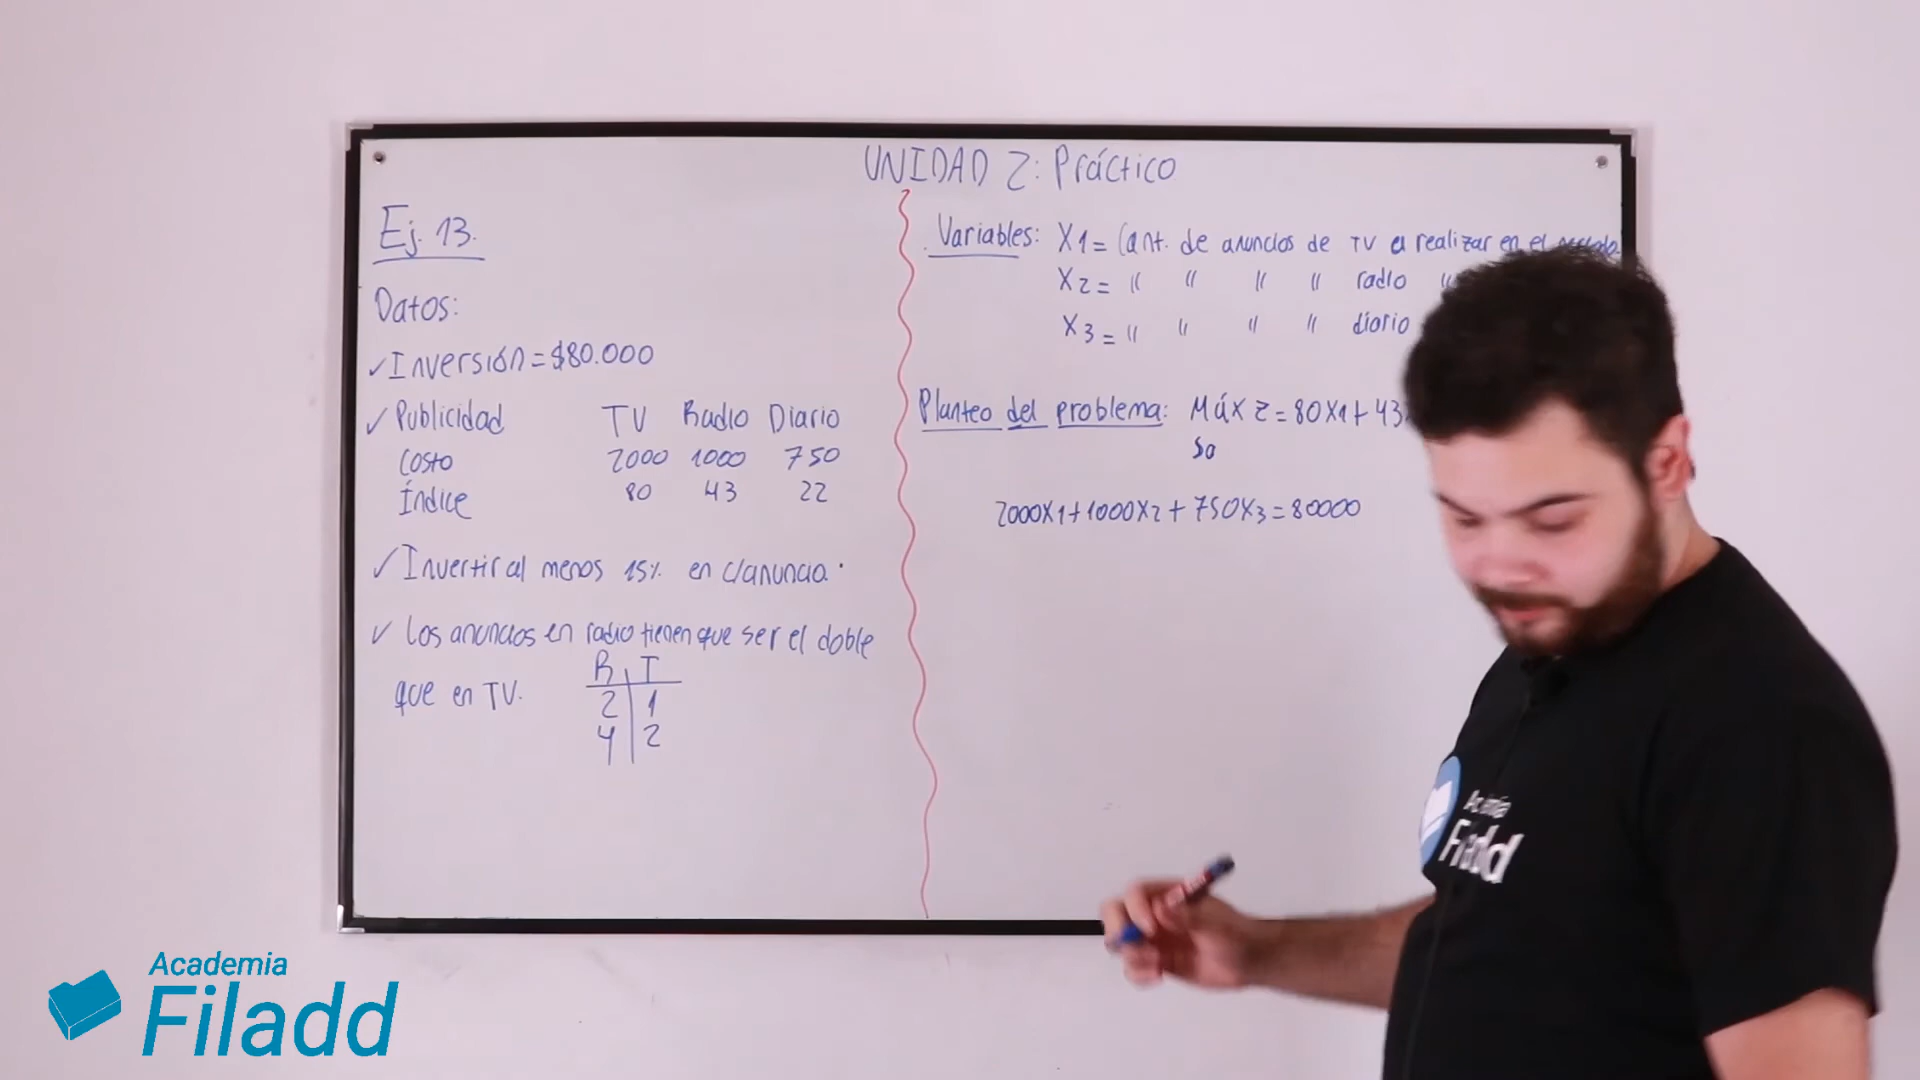 UNIDAD 2: Práctico
Ej. 13.
Datos:
✓ Inversión = $80.000
✓ Publicidad TV Radio Diario
Costo 2000 1000 750
Índice 80 43 22
✓ Invertir al menos 15% en c/anuncio.
✓ Los anuncios en radio tienen que ser el doble
que en TV.
R T
2 1
4 2
Variables: X1 = Cant. de anuncios de TV a realizar en el
X2 = " " " " radio "
X3 = " " " " diario
Planteo del problema: Máx Z = 80X1 + 43
So
2000X1 + 1000X2 + 750X3 = 80000
Academia
Filadd
Academia
Filadd